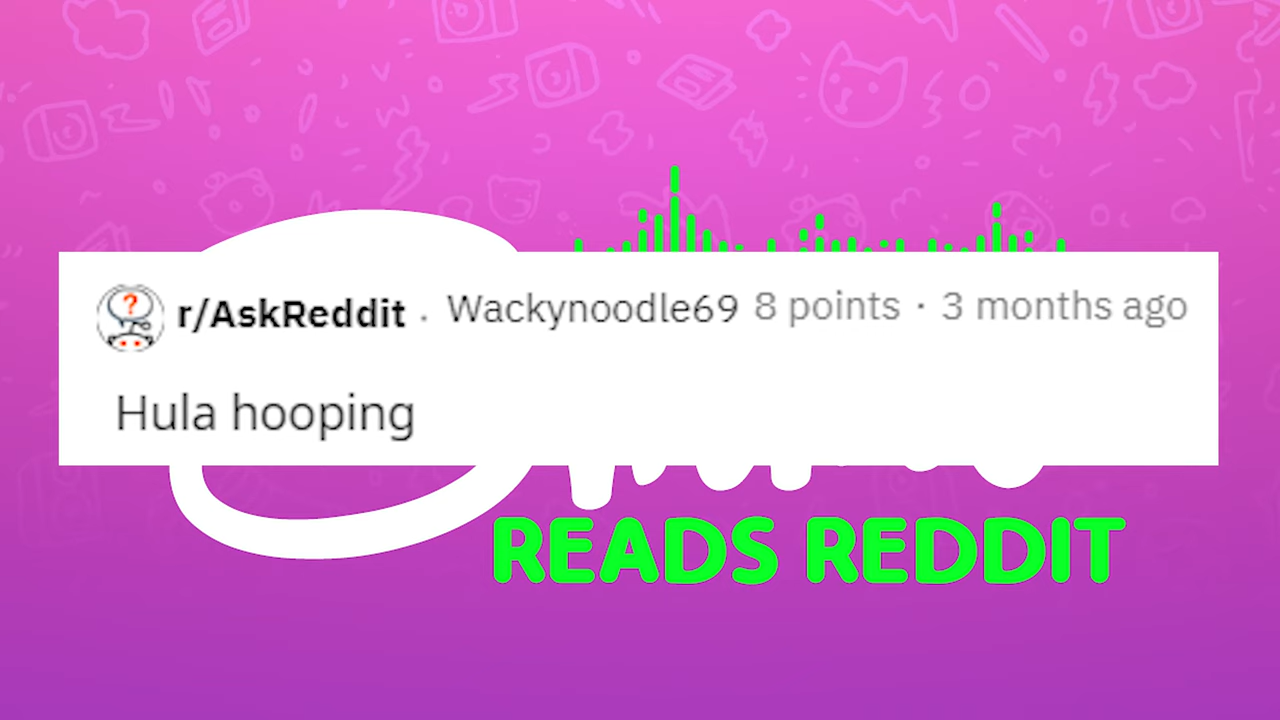 r/AskReddit · Wackynoodle69 8 points · 3 months ago
Hula hooping
READS REDDIT